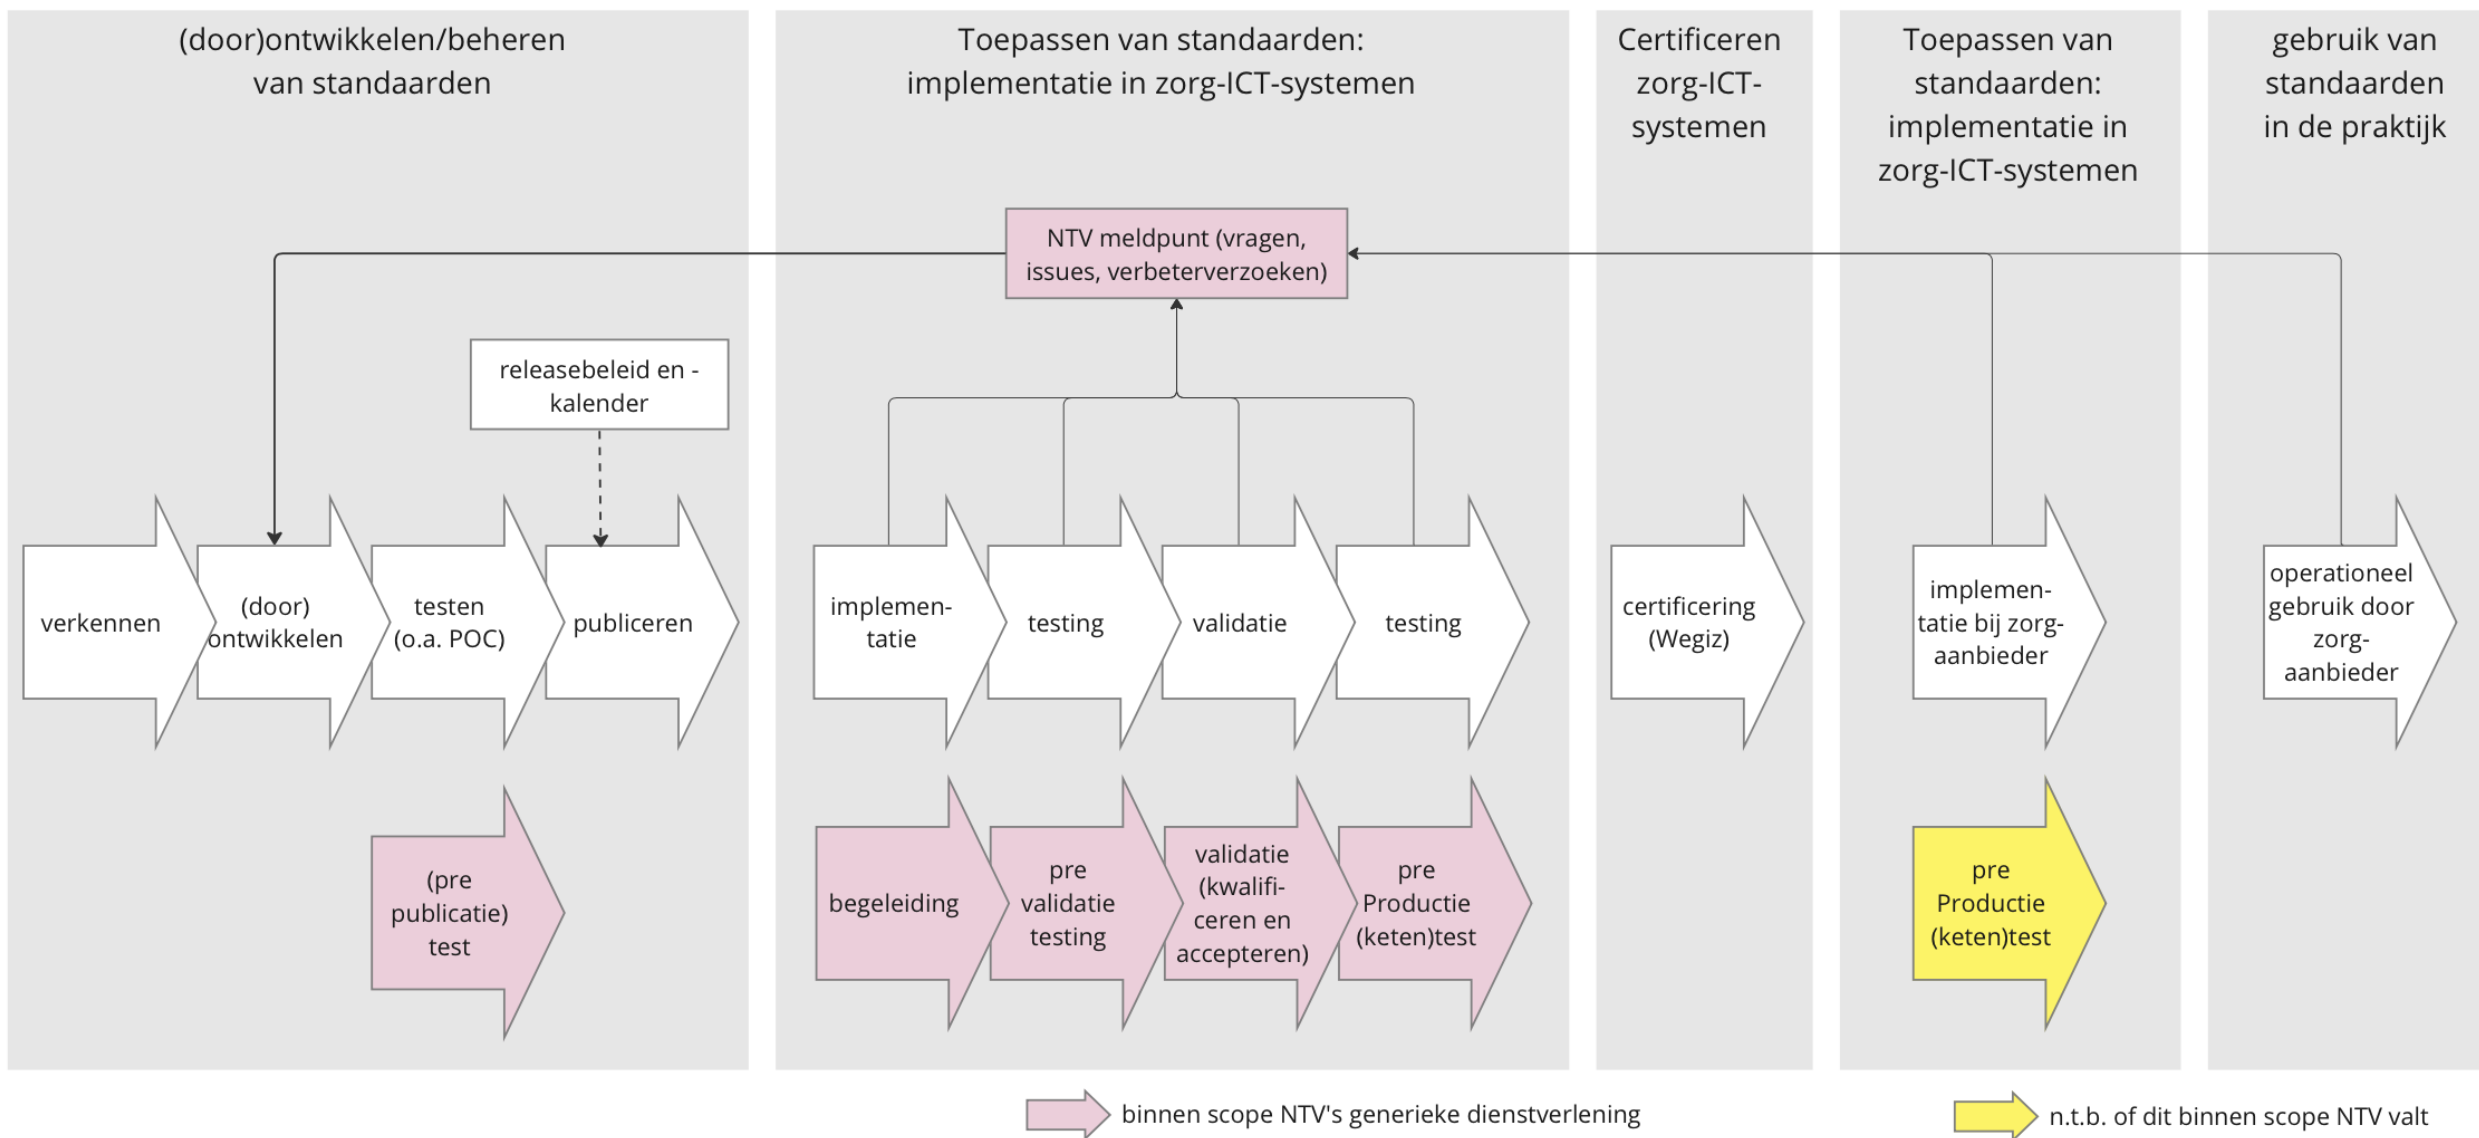 (door)ontwikkelen/beheren
van standaarden
Toepassen van standaarden:
implementatie in zorg-ICT-systemen
Certificeren
zorg-ICT-
systemen
Toepassen van
standaarden:
implementatie in
zorg-ICT-systemen
gebruik van
standaarden
in de praktijk
NTV meldpunt (vragen,
issues, verbeterverzoeken)
releasebeleid en -
kalender
verkennen
(door)
ontwikkelen
testen
(o.a. POC)
publiceren
implemen-
tatie
testing
validatie
testing
certificering
(Wegiz)
implemen-
tatie bij zorg-
aanbieder
operationeel
gebruik door
zorg-
aanbieder
(pre
publicatie)
test
begeleiding
pre
validatie
testing
validatie
(kwalifi-
ceren en
accepteren)
pre
Productie
(keten)test
pre
Productie
(keten)test
binnen scope NTV's generieke dienstverlening
n.t.b. of dit binnen scope NTV valt